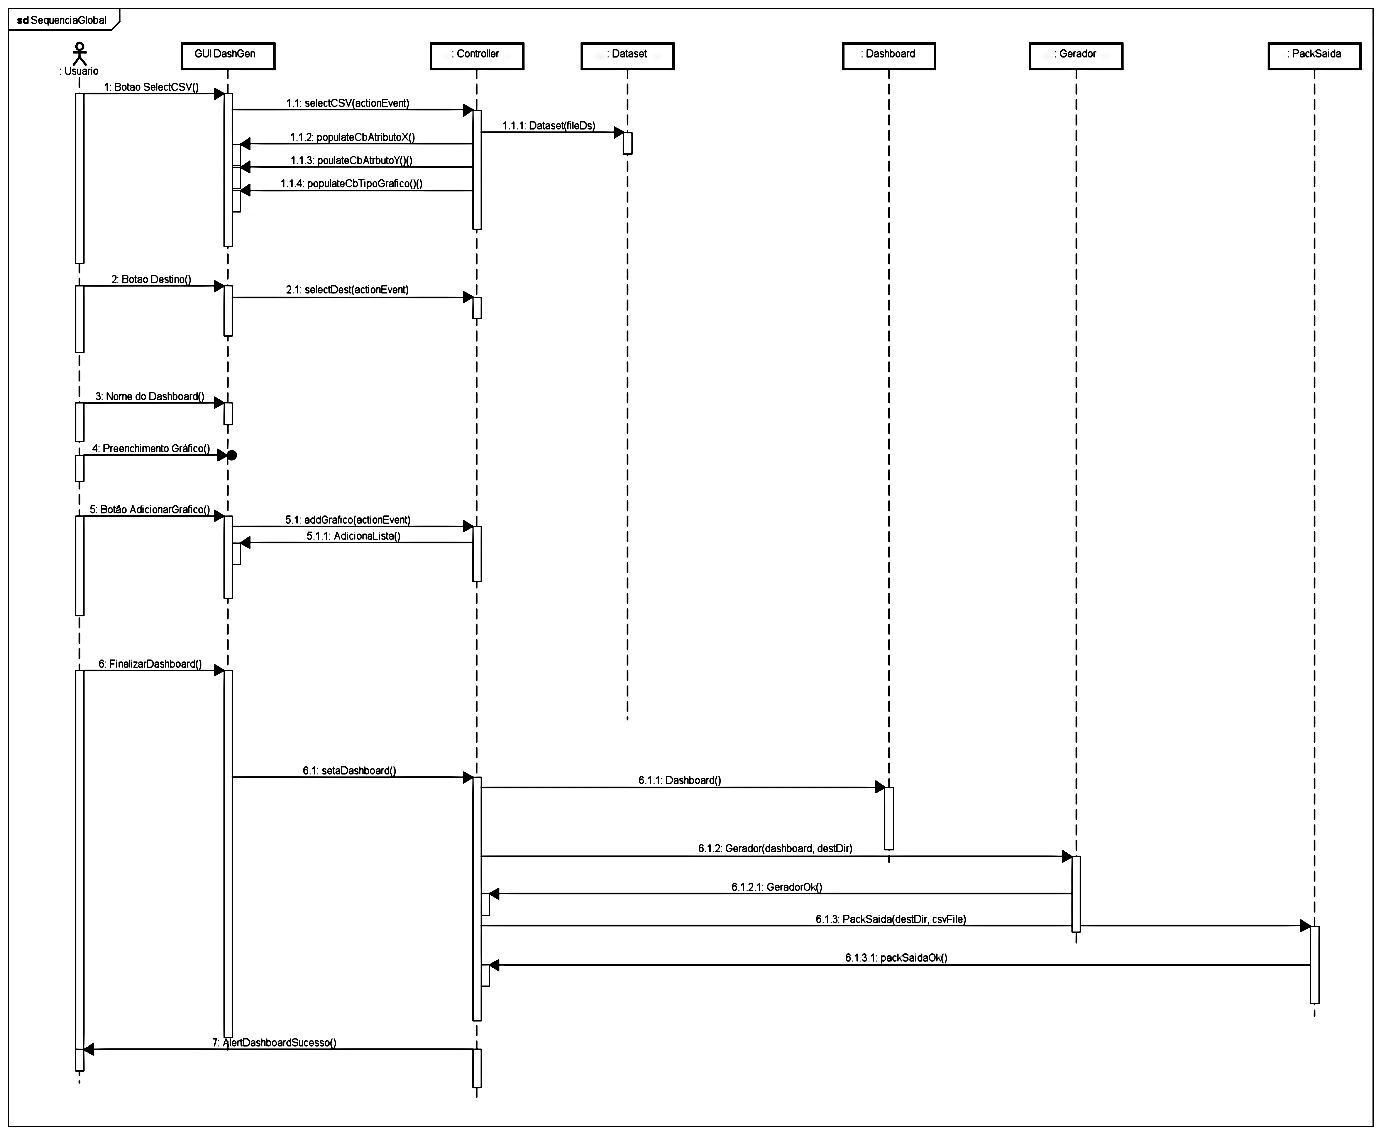 sd SequenciaGlobal
: Usuario
GUI DashGen
: Controller
: Dataset
: Dashboard
: Gerador
: PackSaida
1: Botao SelectCSV()
1.1: selectCSV(actionEvent)
1.1.1: Dataset(fileDs)
1.1.2: populateCbAtributoX()
1.1.3: poulateCbAtrbutoY()()
1.1.4: populateCbTipoGrafico()()
2: Botao Destino()
2.1: selectDest(actionEvent)
3: Nome do Dashboard()
4: Preenchimento Gráfico()
5: Botão AdicionarGrafico()
5.1: addGrafico(actionEvent)
5.1.1: AdicionaLista()
6: FinalizarDashboard()
6.1: setaDashboard()
6.1.1: Dashboard()
6.1.2: Gerador(dashboard, destDir)
6.1.2.1: GeradorOk()
6.1.3: PackSaida(destDir, csvFile)
6.1.3.1: packSaidaOk()
7: AlertDashboardSucesso()